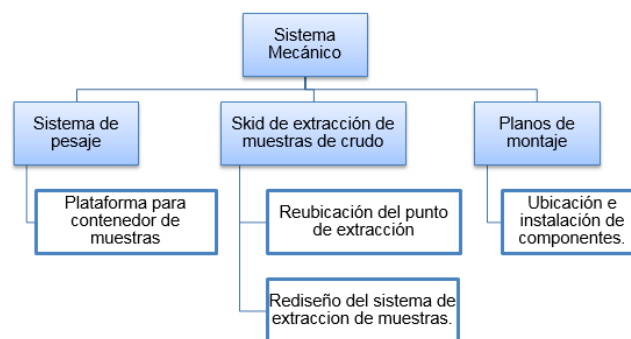 Sistema
Mecánico
Sistema de
pesaje
Skid de extracción de
muestras de crudo
Planos de
montaje
Plataforma para
contenedor de
muestras
Reubicación del punto
de extracción
Ubicación e
instalación de
componentes.
Rediseño del sistema de
extraccion de muestras.